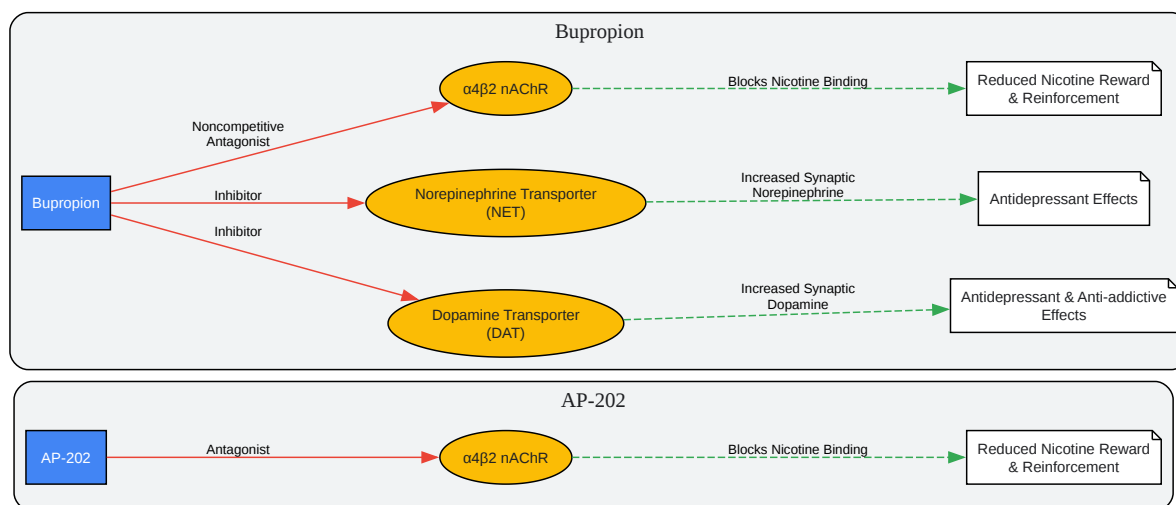 Bupropion
α4β2 nAChR
Blocks Nicotine Binding
Reduced Nicotine Reward
& Reinforcement
Noncompetitive
Antagonist
Bupropion
Inhibitor
Norepinephrine Transporter
(NET)
Increased Synaptic
Norepinephrine
Antidepressant Effects
Inhibitor
Dopamine Transporter
(DAT)
Increased Synaptic
Dopamine
Antidepressant & Anti-addictive
Effects
AP-202
AP-202
Antagonist
α4β2 nAChR
Blocks Nicotine Binding
Reduced Nicotine Reward
& Reinforcement